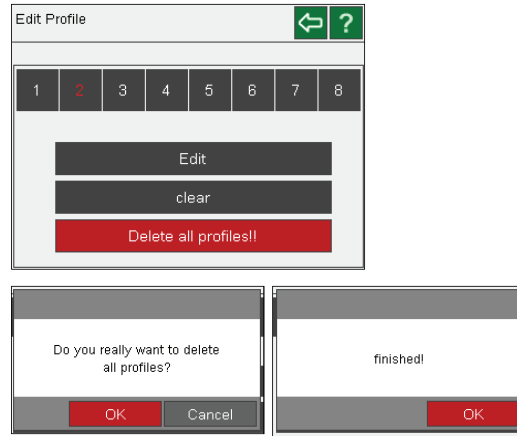 Edit Profile ?
1 2 3 4 5 6 7 8
Edit
clear
Delete all profiles!!
Do you really want to delete
all profiles?
OK Cancel
finished!
OK